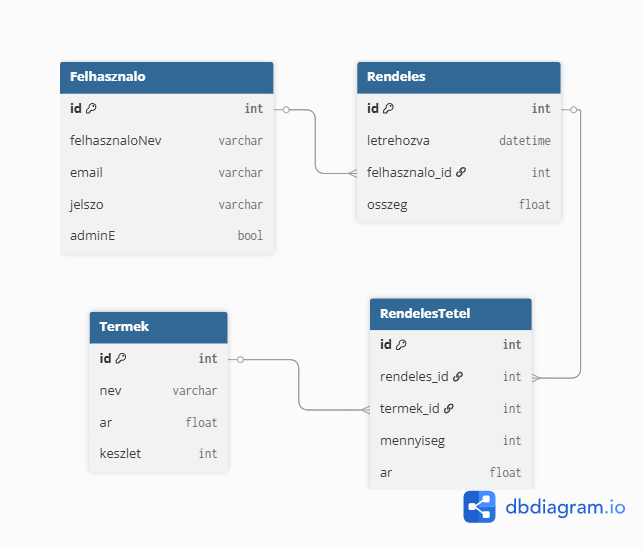 Felhasznalo
id int
felhasznaloNev varchar
email varchar
jelszo varchar
adminE bool
Rendeles
id int
letrehozva datetime
felhasznalo_id int
osszeg float
Termek
id int
nev varchar
ar float
keszlet int
RendelesTetel
id int
rendeles_id int
termek_id int
mennyiseg int
ar float
dbdiagram.io